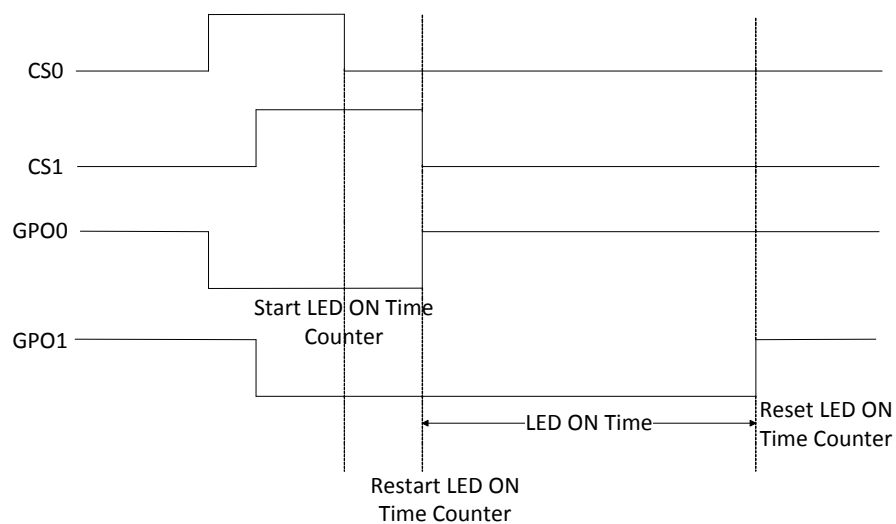 CS0
CS1
GPO0
Start LED ON Time
Counter
GPO1
LED ON Time
Reset LED ON
Time Counter
Restart LED ON
Time Counter